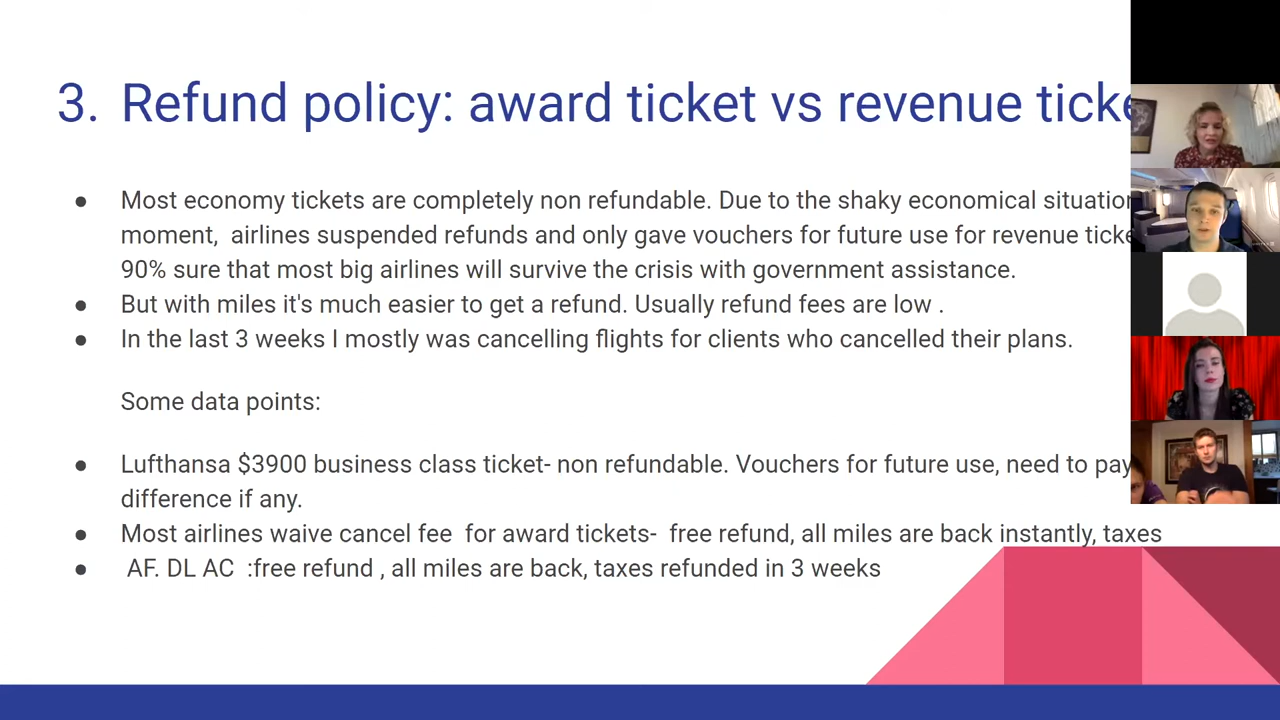 3. Refund policy: award ticket vs revenue ticke
● Most economy tickets are completely non refundable. Due to the shaky economical situation
moment,  airlines suspended refunds and only gave vouchers for future use for revenue ticke
90% sure that most big airlines will survive the crisis with government assistance.
● But with miles it's much easier to get a refund. Usually refund fees are low .
● In the last 3 weeks I mostly was cancelling flights for clients who cancelled their plans.
Some data points:
● Lufthansa $3900 business class ticket- non refundable. Vouchers for future use, need to pay
difference if any.
● Most airlines waive cancel fee  for award tickets-  free refund, all miles are back instantly, taxes
● AF. DL AC  :free refund , all miles are back, taxes refunded in 3 weeks